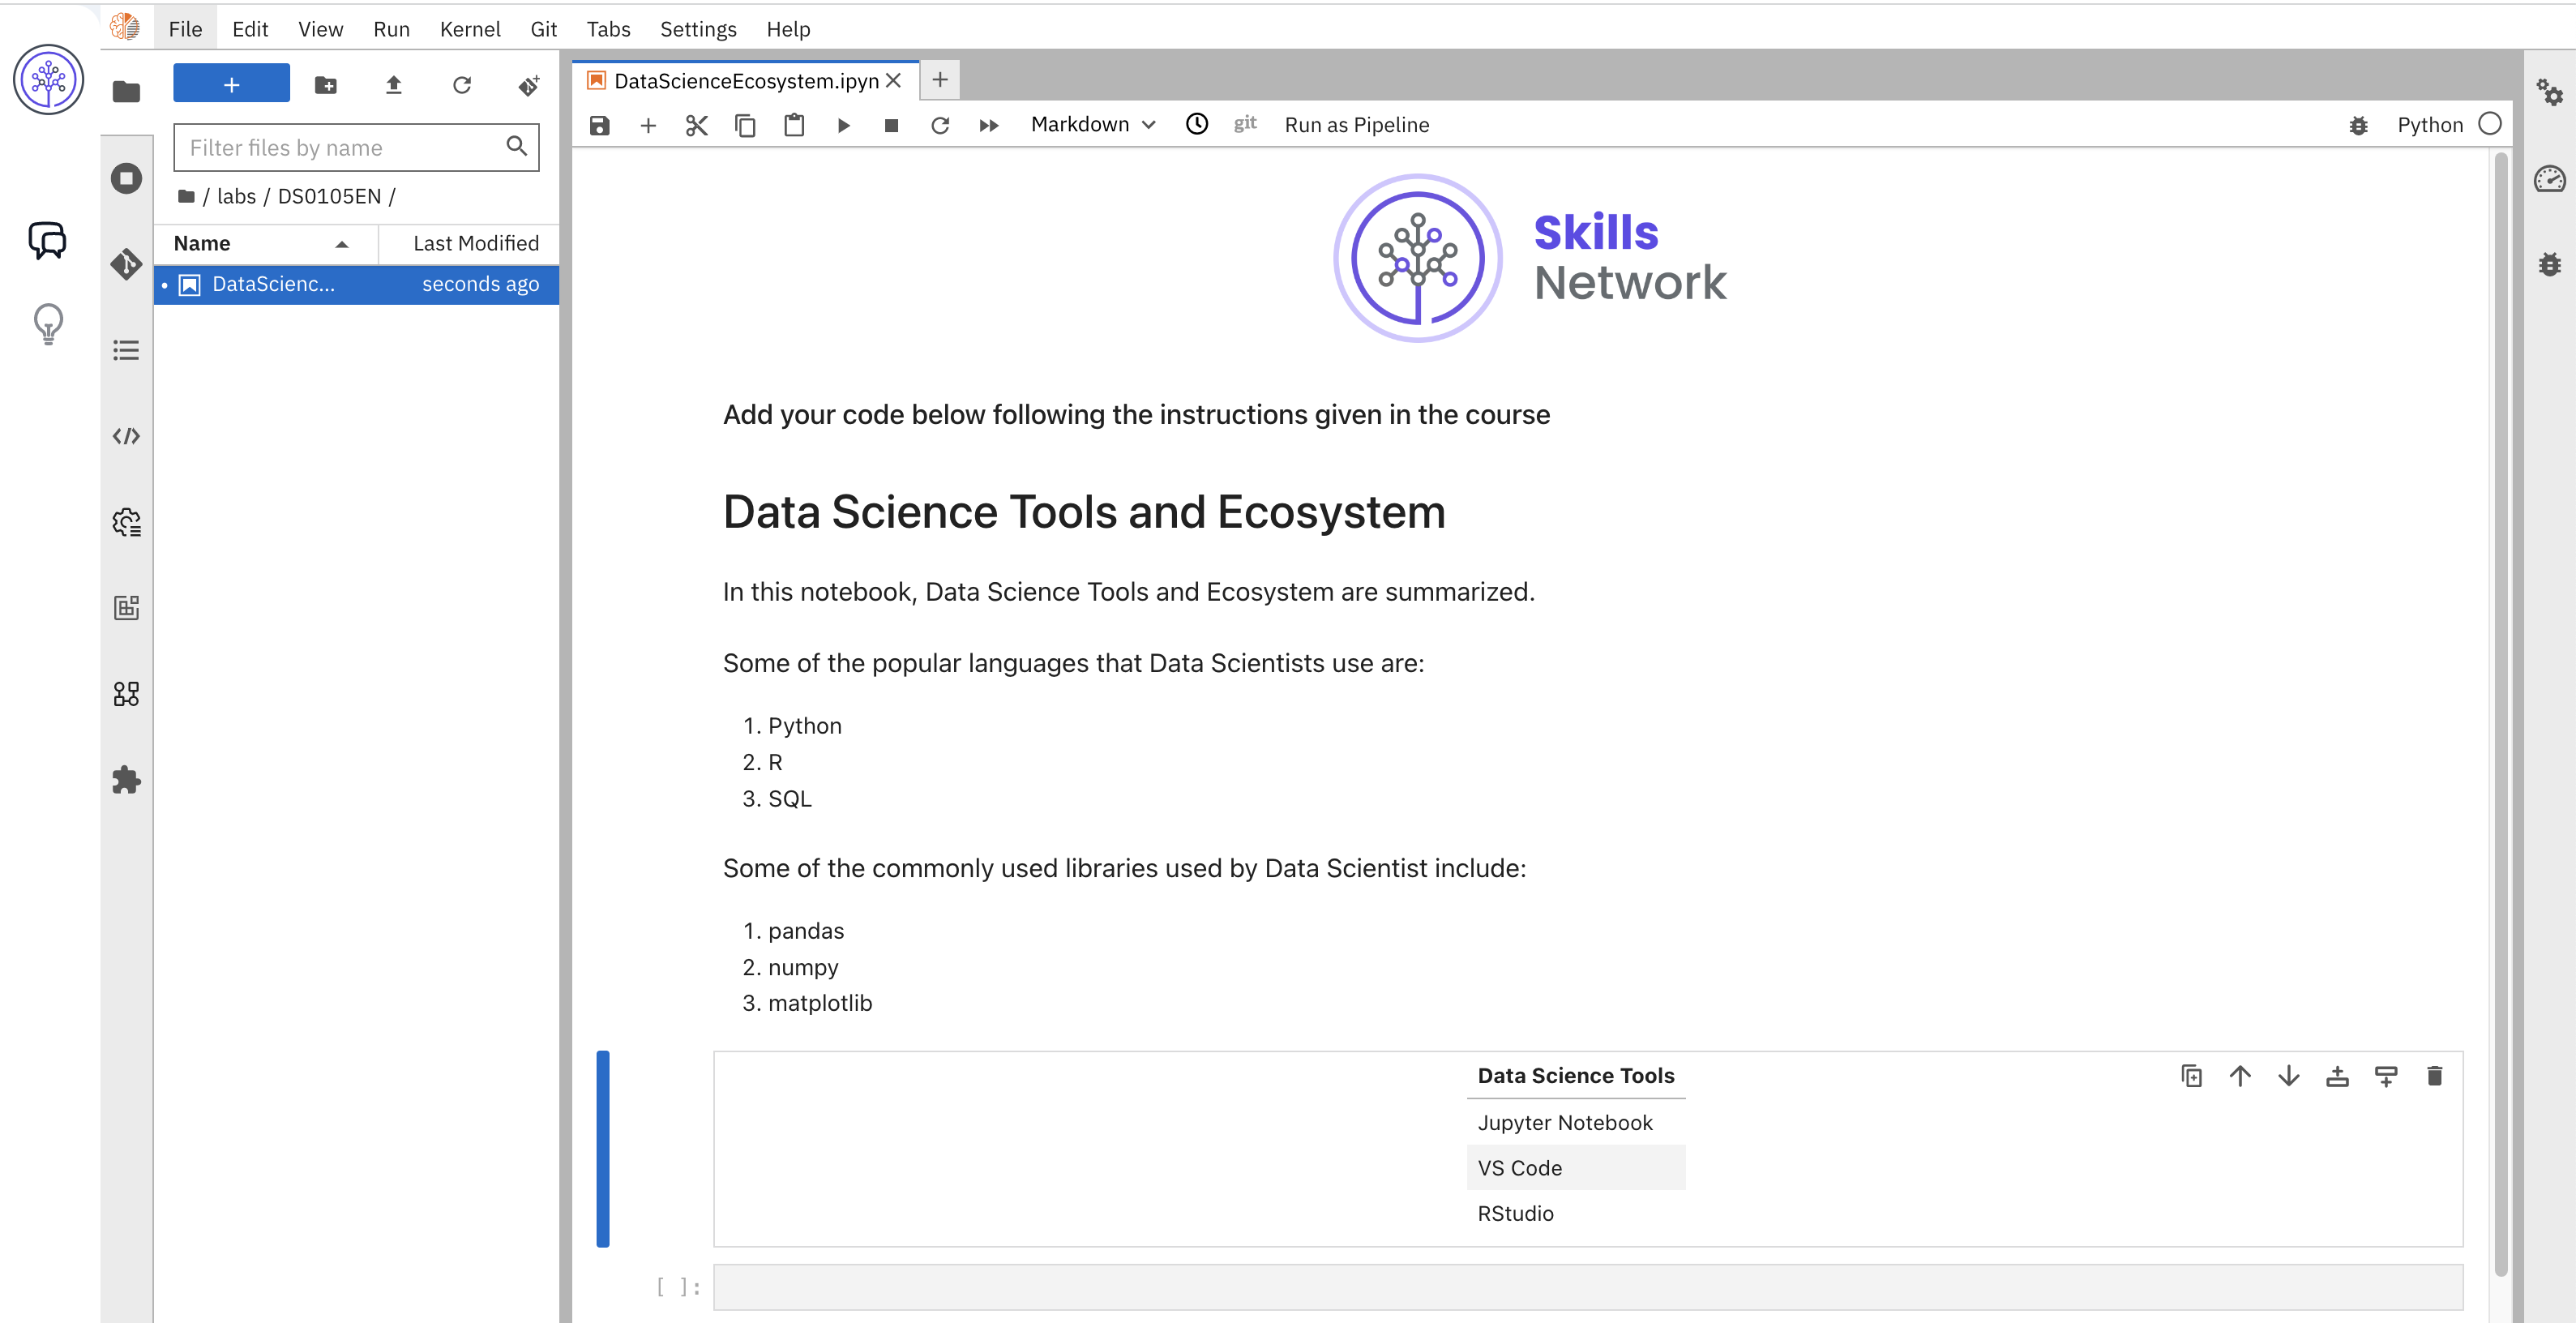 File Edit View Run Kernel Git Tabs Settings Help
DataScienceEcosystem.ipyn
Filter files by name
/ labs / DS0105EN /
Name Last Modified
DataScienc... seconds ago
Markdown git Run as Pipeline Python
Skills
Network
Add your code below following the instructions given in the course
Data Science Tools and Ecosystem
In this notebook, Data Science Tools and Ecosystem are summarized.
Some of the popular languages that Data Scientists use are:
1. Python
2. R
3. SQL
Some of the commonly used libraries used by Data Scientist include:
1. pandas
2. numpy
3. matplotlib
Data Science Tools
Jupyter Notebook
VS Code
RStudio
[ ]: